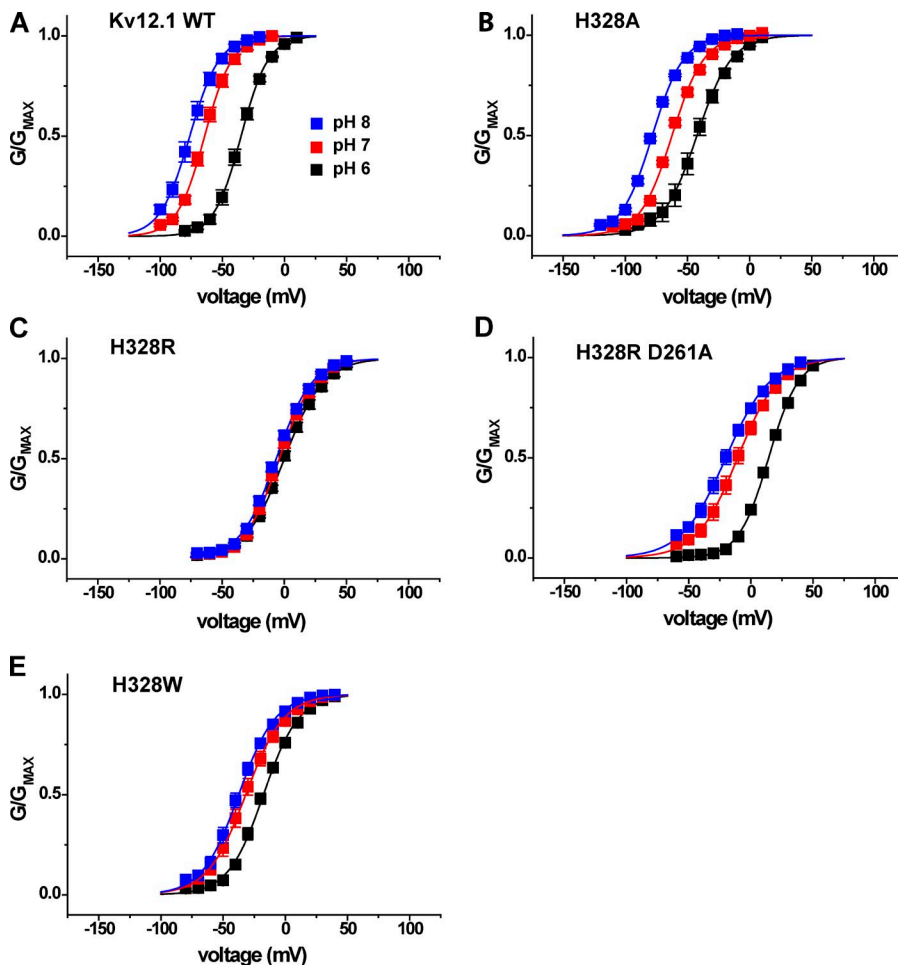 A
Kv12.1 WT
1.0
0.5
0.0
G/GMAX
pH 8
pH 7
pH 6
-150 -100 -50 0 50 100
voltage (mV)
B
H328A
1.0
0.5
0.0
G/GMAX
-150 -100 -50 0 50 100
voltage (mV)
C
H328R
1.0
0.5
0.0
G/GMAX
-150 -100 -50 0 50 100
voltage (mV)
D
H328R D261A
1.0
0.5
0.0
G/GMAX
-150 -100 -50 0 50 100
voltage (mV)
E
H328W
1.0
0.5
0.0
G/GMAX
-150 -100 -50 0 50 100
voltage (mV)